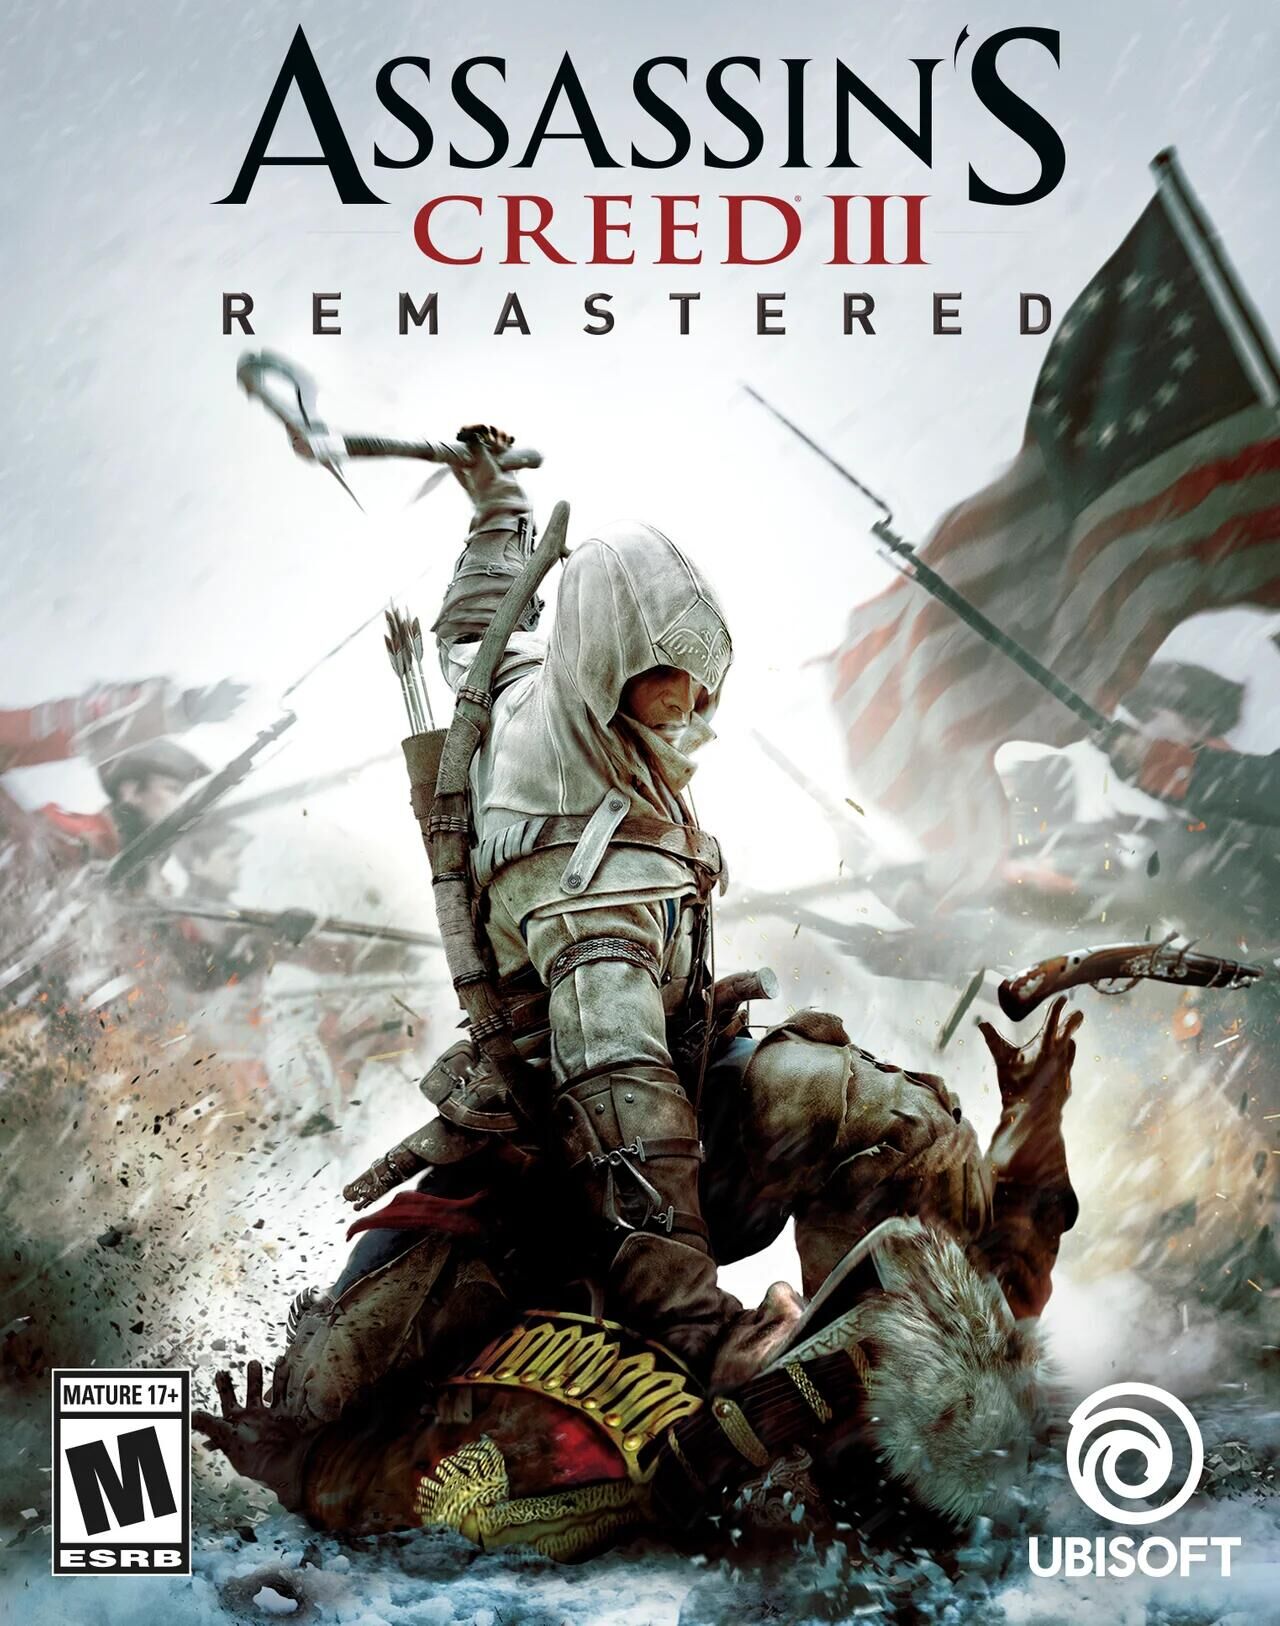 ASSASSIN'S
CREED® III
REMASTERED
MATURE 17+
M
ESRB
UBISOFT